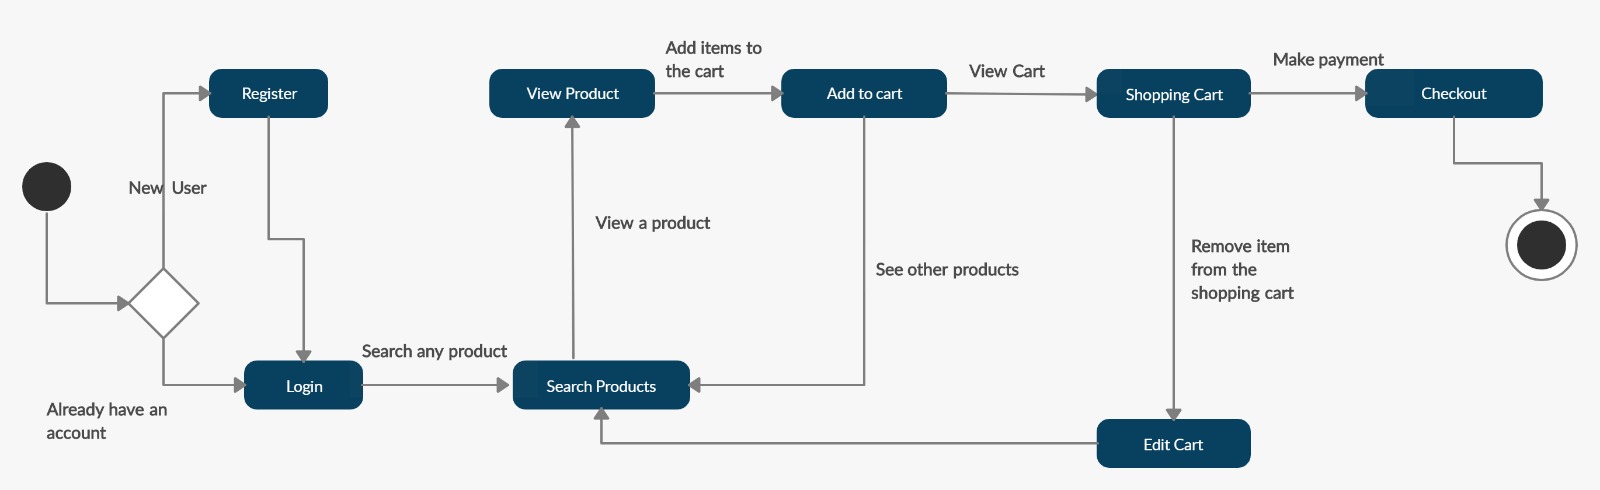 Add items to
the cart
View Cart
Make payment
Register
View Product
Add to cart
Shopping Cart
Checkout
New User
View a product
See other products
Remove item
from the
shopping cart
Search any product
Login
Search Products
Already have an
account
Edit Cart